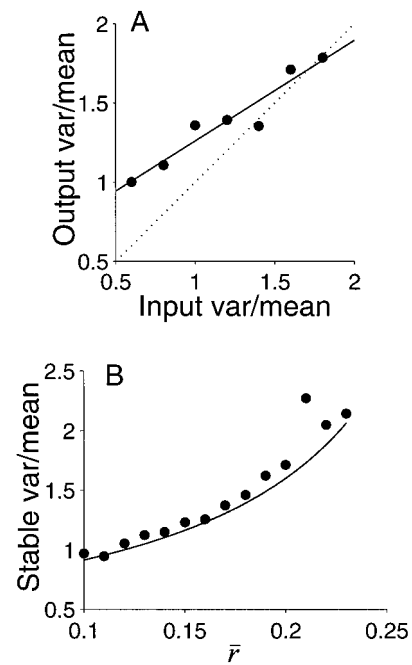 A
2
1.5
1
0.5
Output var/mean
0.5 1 1.5 2
Input var/mean
B
2.5
2
1.5
1
0.5
Stable var/mean
0.1 0.15 0.2 0.25
r̄